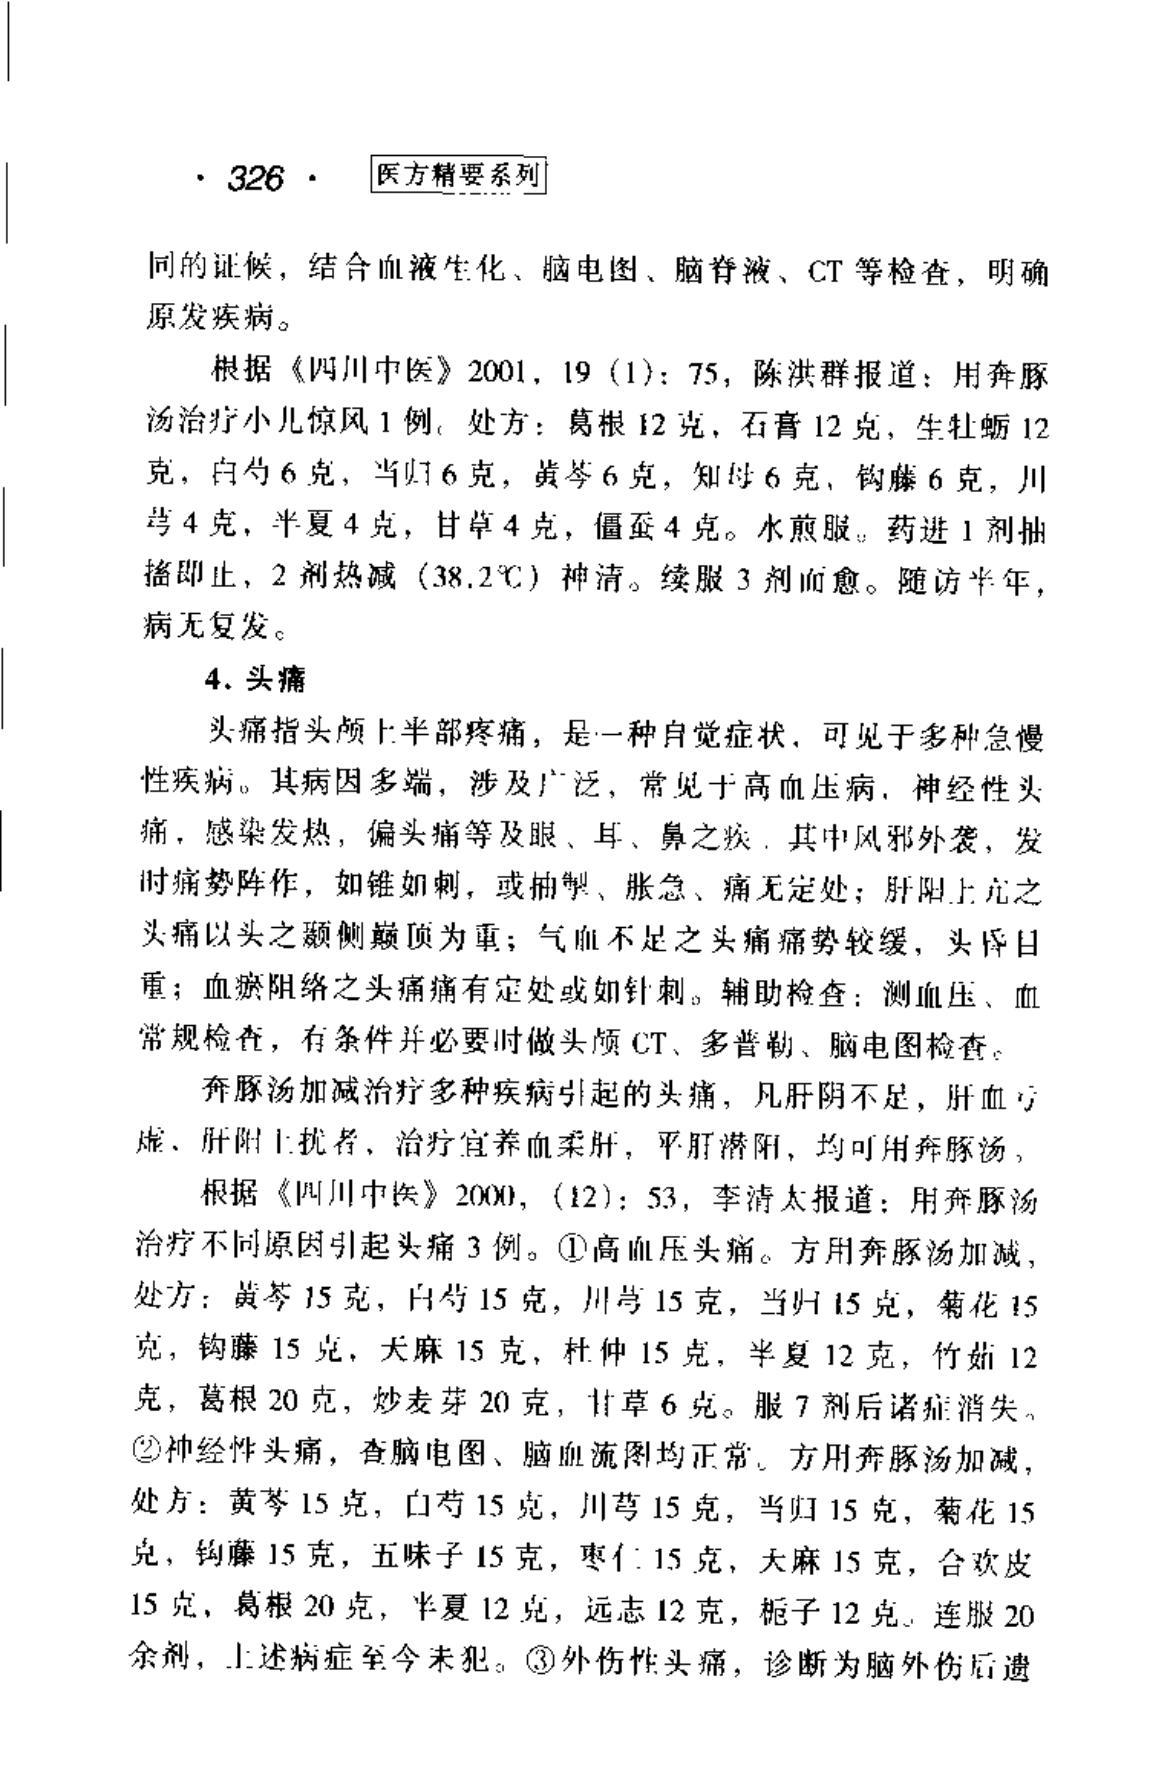 · 326 · 医方精要系列
同的证候，结合血液生化、脑电图、脑脊液、CT 等检查，明确
原发疾病。
根据《四川中医》2001，19（1）：75，陈洪群报道：用奔豚
汤治疗小儿惊风 1 例。处方：葛根 12 克，石膏 12 克，生牡蛎 12
克，白芍 6 克，当归 6 克，黄芩 6 克，知母 6 克，钩藤 6 克，川
芎 4 克，半夏 4 克，甘草 4 克，僵蚕 4 克。水煎服。药进 1 剂抽
搐即止，2 剂热减（38.2℃）神清。续服 3 剂而愈。随访半年，
病无复发。
4. 头痛
头痛指头颅上半部疼痛，是一种自觉症状，可见于多种急慢
性疾病。其病因多端，涉及广泛，常见于高血压病，神经性头
痛，感染发热，偏头痛等及眼、耳、鼻之疾．其中风邪外袭，发
时痛势阵作，如锥如刺，或抽掣、胀急、痛无定处；肝阳上亢之
头痛以头之颞侧巅顶为重；气血不足之头痛痛势较缓，头昏目
重；血瘀阻络之头痛痛有定处或如针刺。辅助检查：测血压、血
常规检查，有条件并必要时做头颅 CT、多普勒、脑电图检查。
奔豚汤加减治疗多种疾病引起的头痛，凡肝阴不足，肝血亏
虚、肝阳上扰者，治疗宜养血柔肝，平肝潜阳，均可用奔豚汤。
根据《四川中医》2000，（12）：53，李清太报道：用奔豚汤
治疗不同原因引起头痛 3 例。①高血压头痛。方用奔豚汤加减，
处方：黄芩 15 克，白芍 15 克，川芎 15 克，当归 15 克，菊花 15
克，钩藤 15 克，天麻 15 克，杜仲 15 克，半夏 12 克，竹茹 12
克，葛根 20 克，炒麦芽 20 克，甘草 6 克。服 7 剂后诸症消失。
②神经性头痛，查脑电图、脑血流图均正常。方用奔豚汤加减，
处方：黄芩 15 克，白芍 15 克，川芎 15 克，当归 15 克，菊花 15
克，钩藤 15 克，五味子 15 克，枣仁 15 克，天麻 15 克，合欢皮
15 克，葛根 20 克，半夏 12 克，远志 12 克，栀子 12 克。连服 20
余剂，上述病症至今未犯。③外伤性头痛，诊断为脑外伤后遗